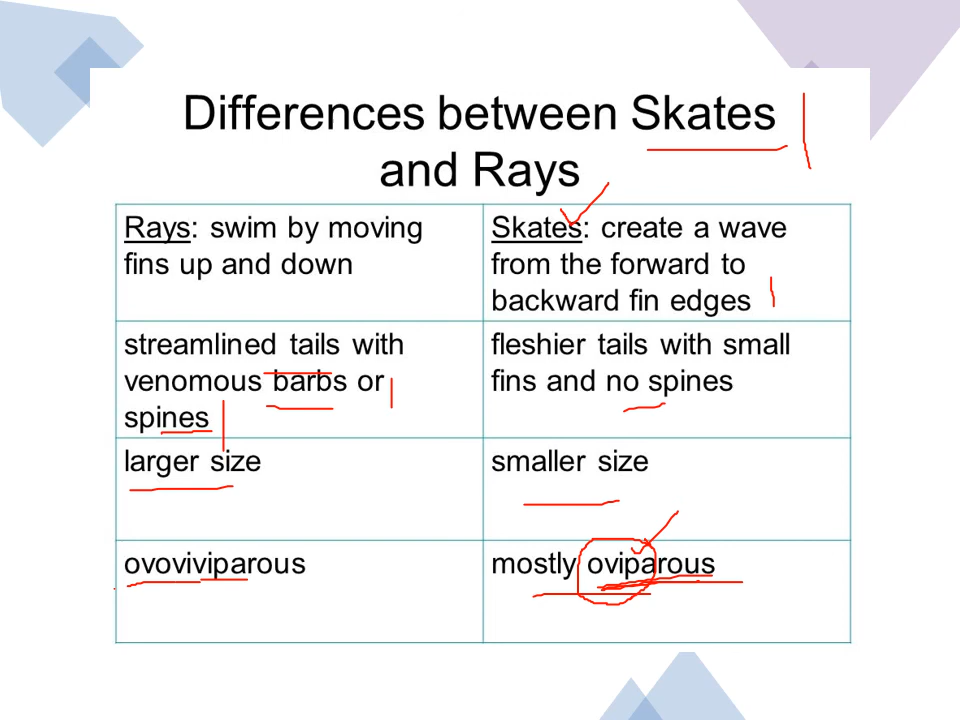 Differences between Skates
and Rays
Rays: swim by moving
fins up and down
Skates: create a wave
from the forward to
backward fin edges
streamlined tails with
venomous barbs or
spines
fleshier tails with small
fins and no spines
larger size
smaller size
ovoviviparous
mostly oviparous